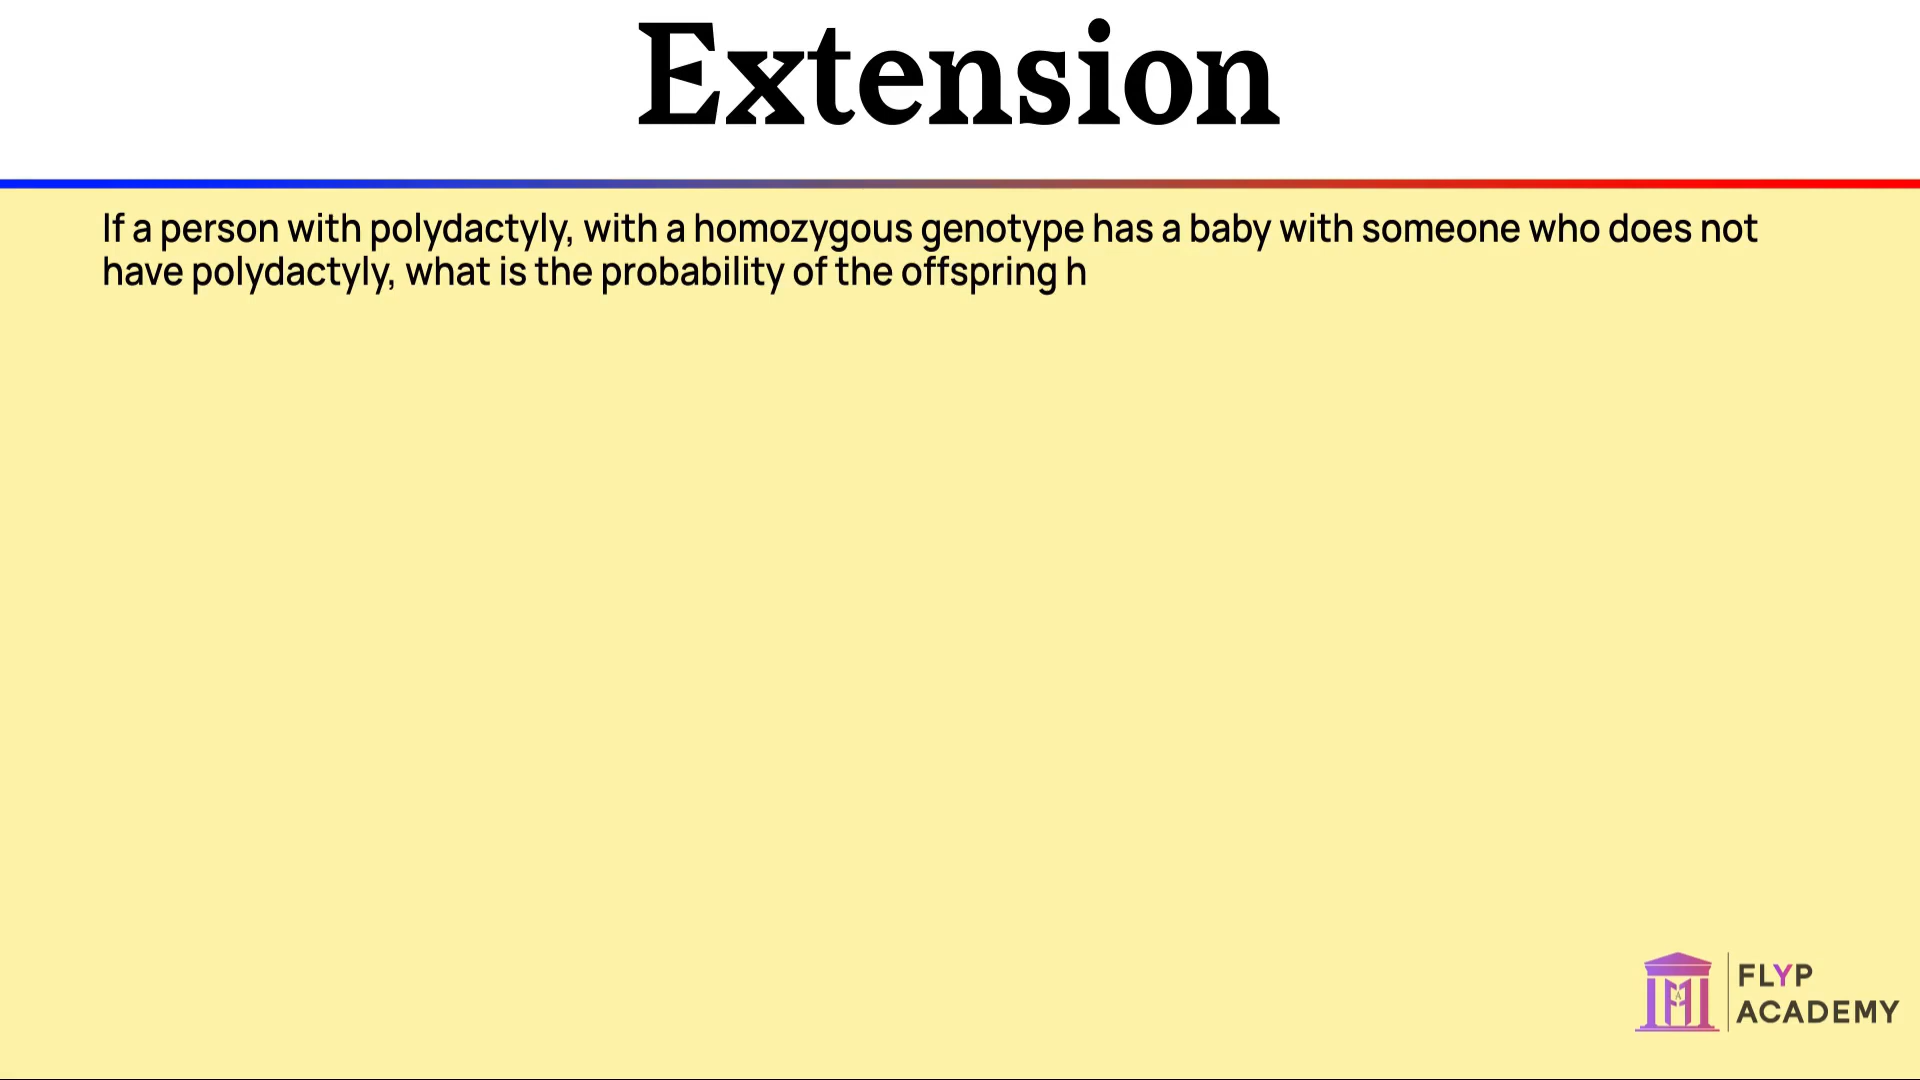 Extension
If a person with polydactyly, with a homozygous genotype has a baby with someone who does not
have polydactyly, what is the probability of the offspring h
FLYP
ACADEMY